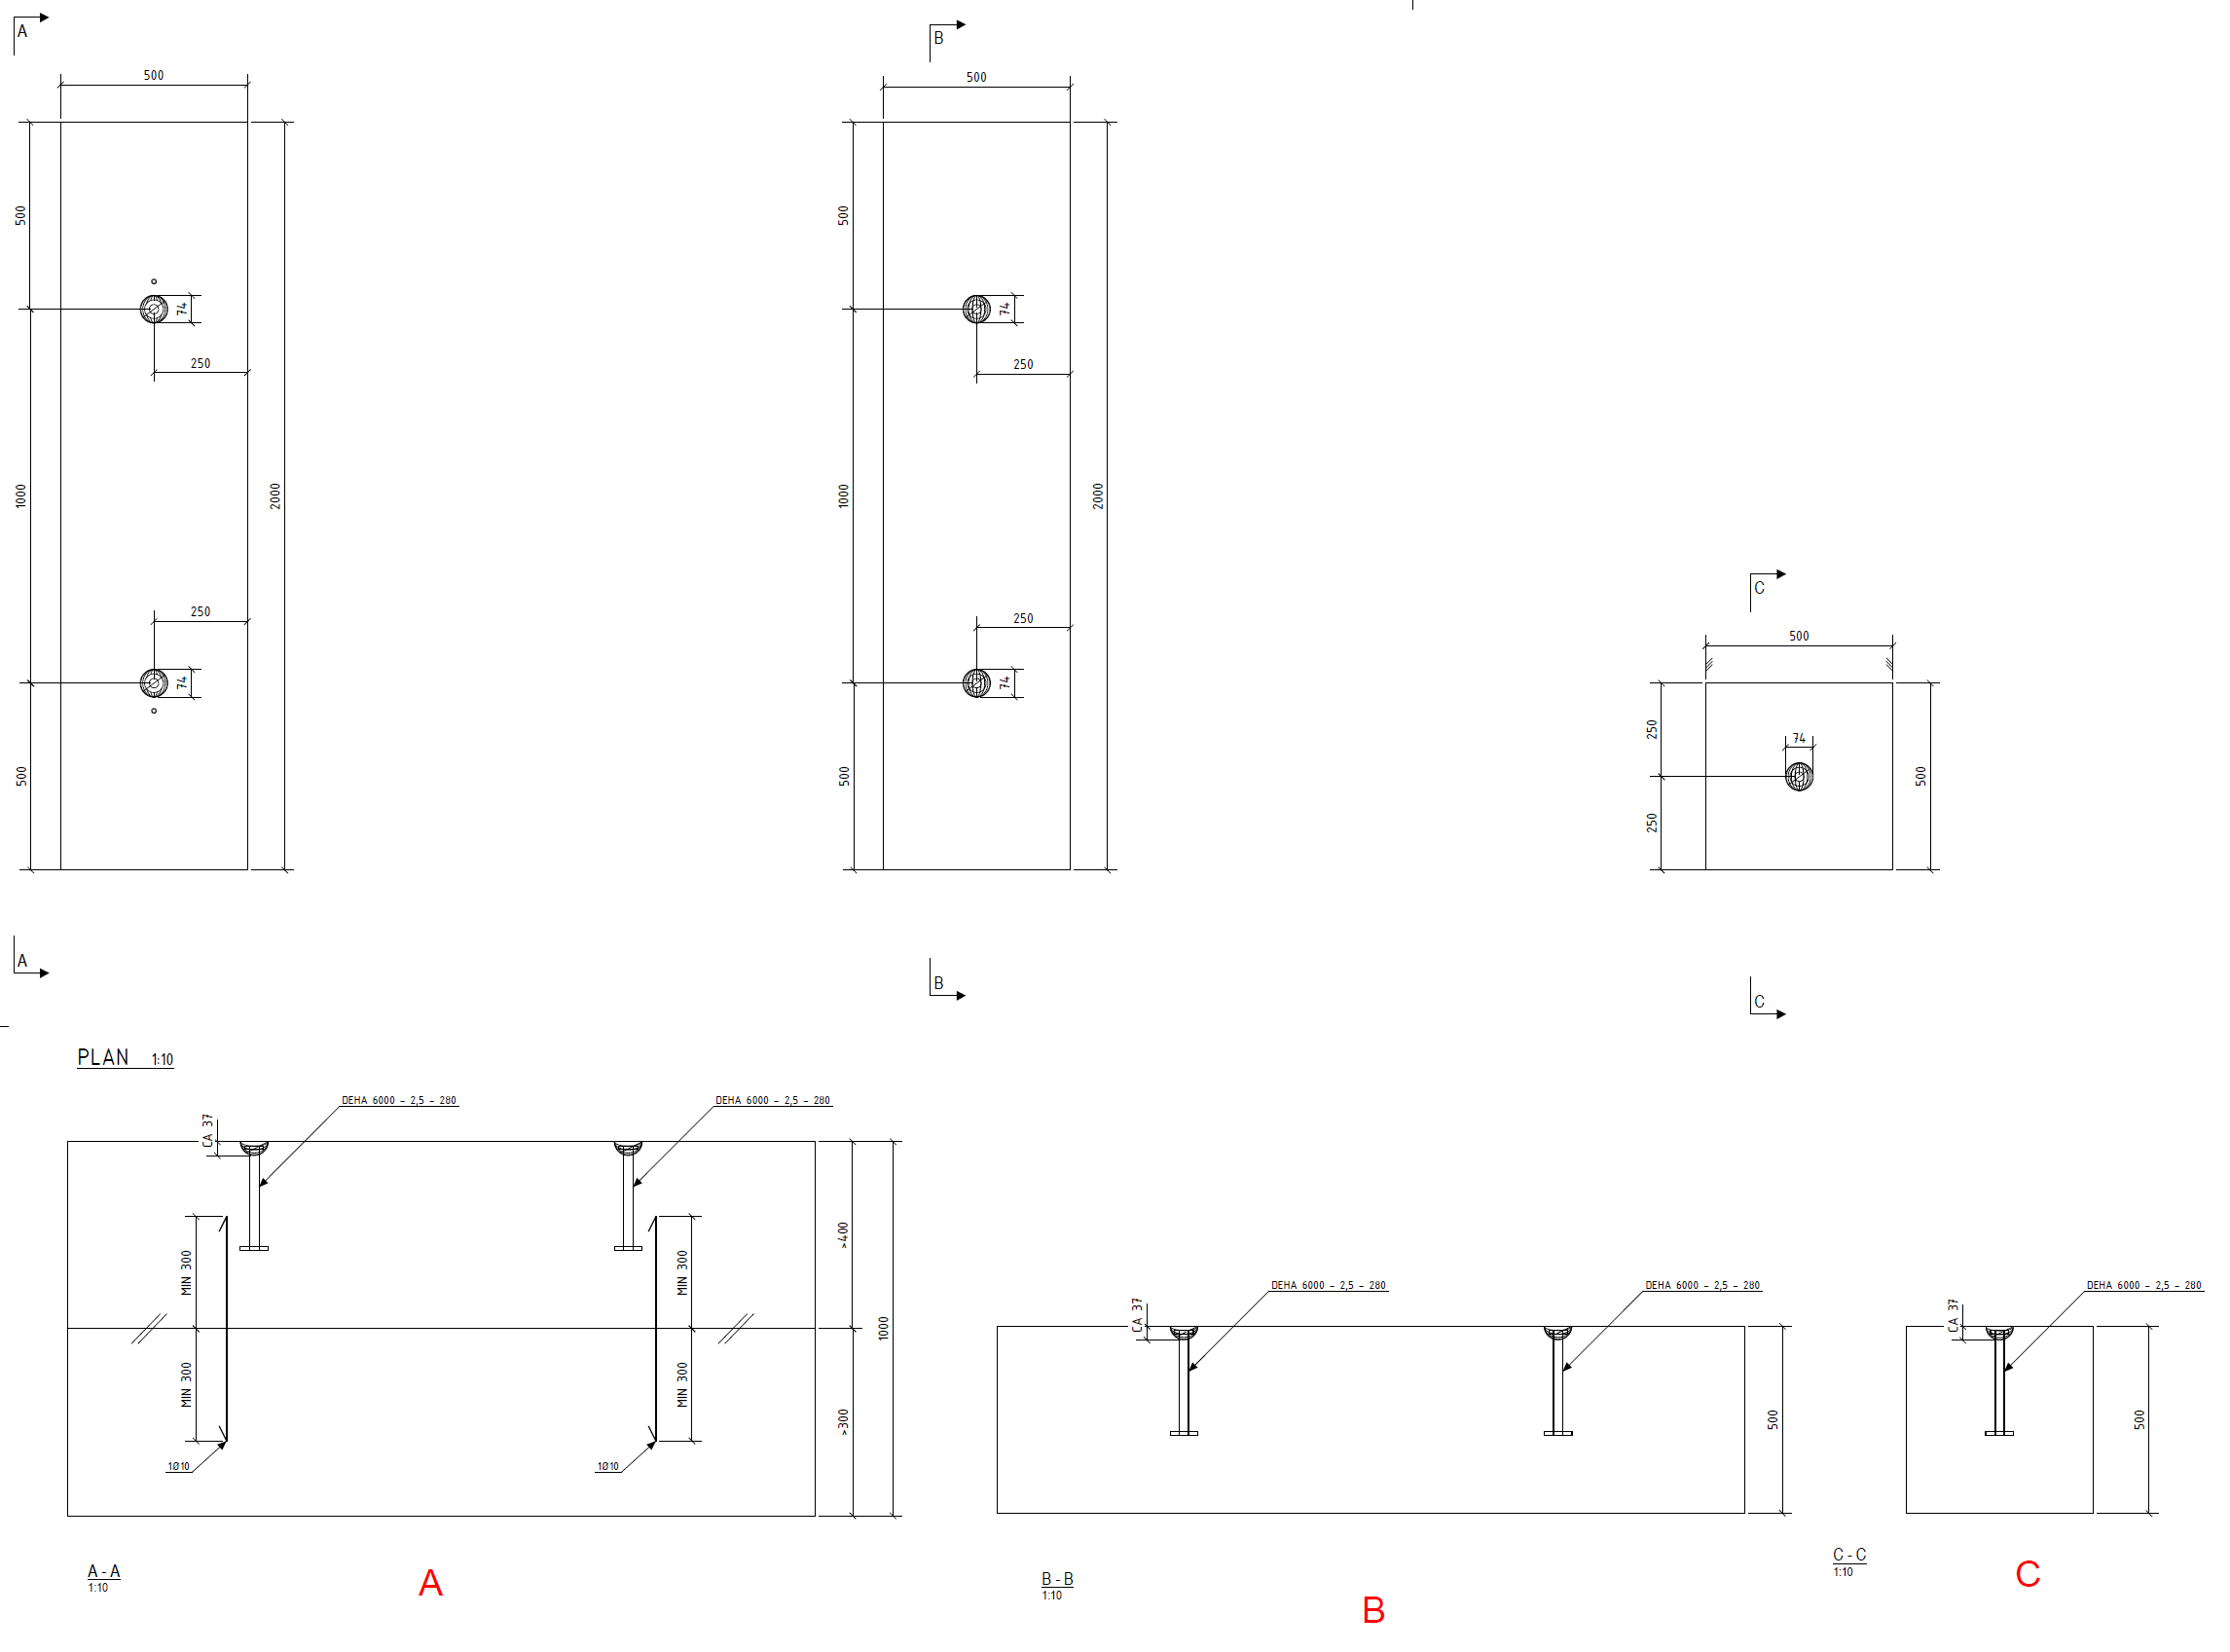 A
B
500
500
500
500
74
74
250
250
1000
2000
1000
2000
C
250
250
500
74
74
250
74
500
500
500
250
A
B
C
PLAN 1:10
DEHA 6000 - 2,5 - 280
DEHA 6000 - 2,5 - 280
CA 37
>400
MIN 300
MIN 300
DEHA 6000 - 2,5 - 280
DEHA 6000 - 2,5 - 280
DEHA 6000 - 2,5 - 280
CA 37
CA 37
1000
MIN 300
MIN 300
>300
500
500
1Ø10
1Ø10
A - A
1:10
A
B - B
1:10
B
C - C
1:10
C